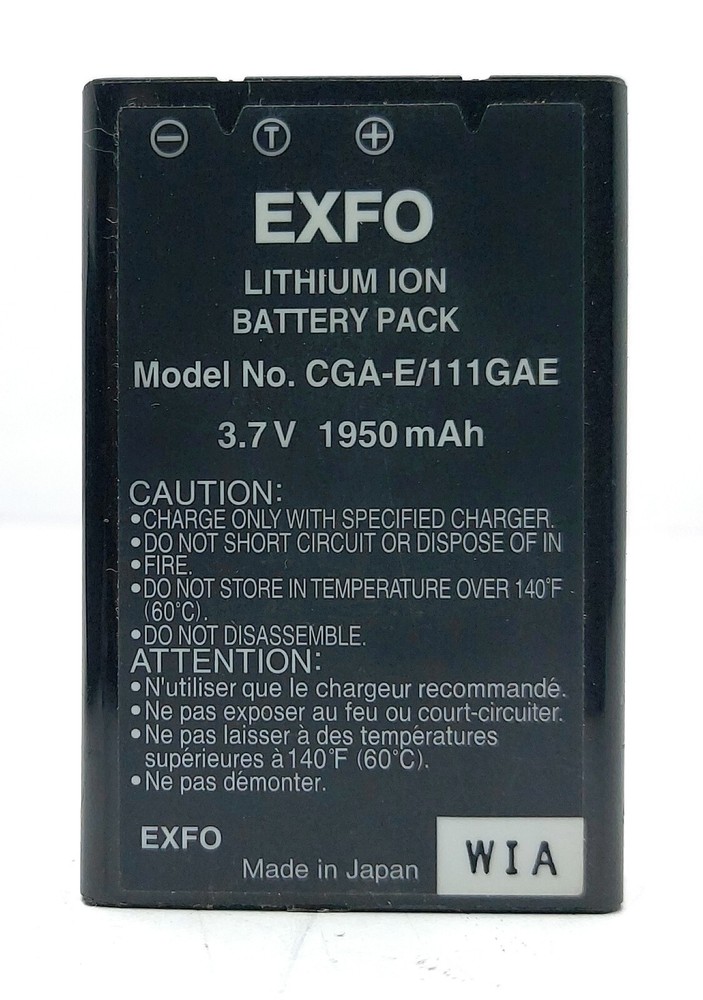 ⊖ Ⓣ ⊕
EXFO
LITHIUM ION
BATTERY PACK
Model No. CGA-E/111GAE
3.7 V 1950 mAh
CAUTION:
•CHARGE ONLY WITH SPECIFIED CHARGER.
•DO NOT SHORT CIRCUIT OR DISPOSE OF IN
•FIRE.
•DO NOT STORE IN TEMPERATURE OVER 140°F
(60°C).
•DO NOT DISASSEMBLE.
ATTENTION:
•N'utiliser que le chargeur recommandé.
•Ne pas exposer au feu ou court-circuiter.
•Ne pas laisser à des températures
supérieures à 140°F (60°C).
•Ne pas démonter.
EXFO
Made in Japan
WIA